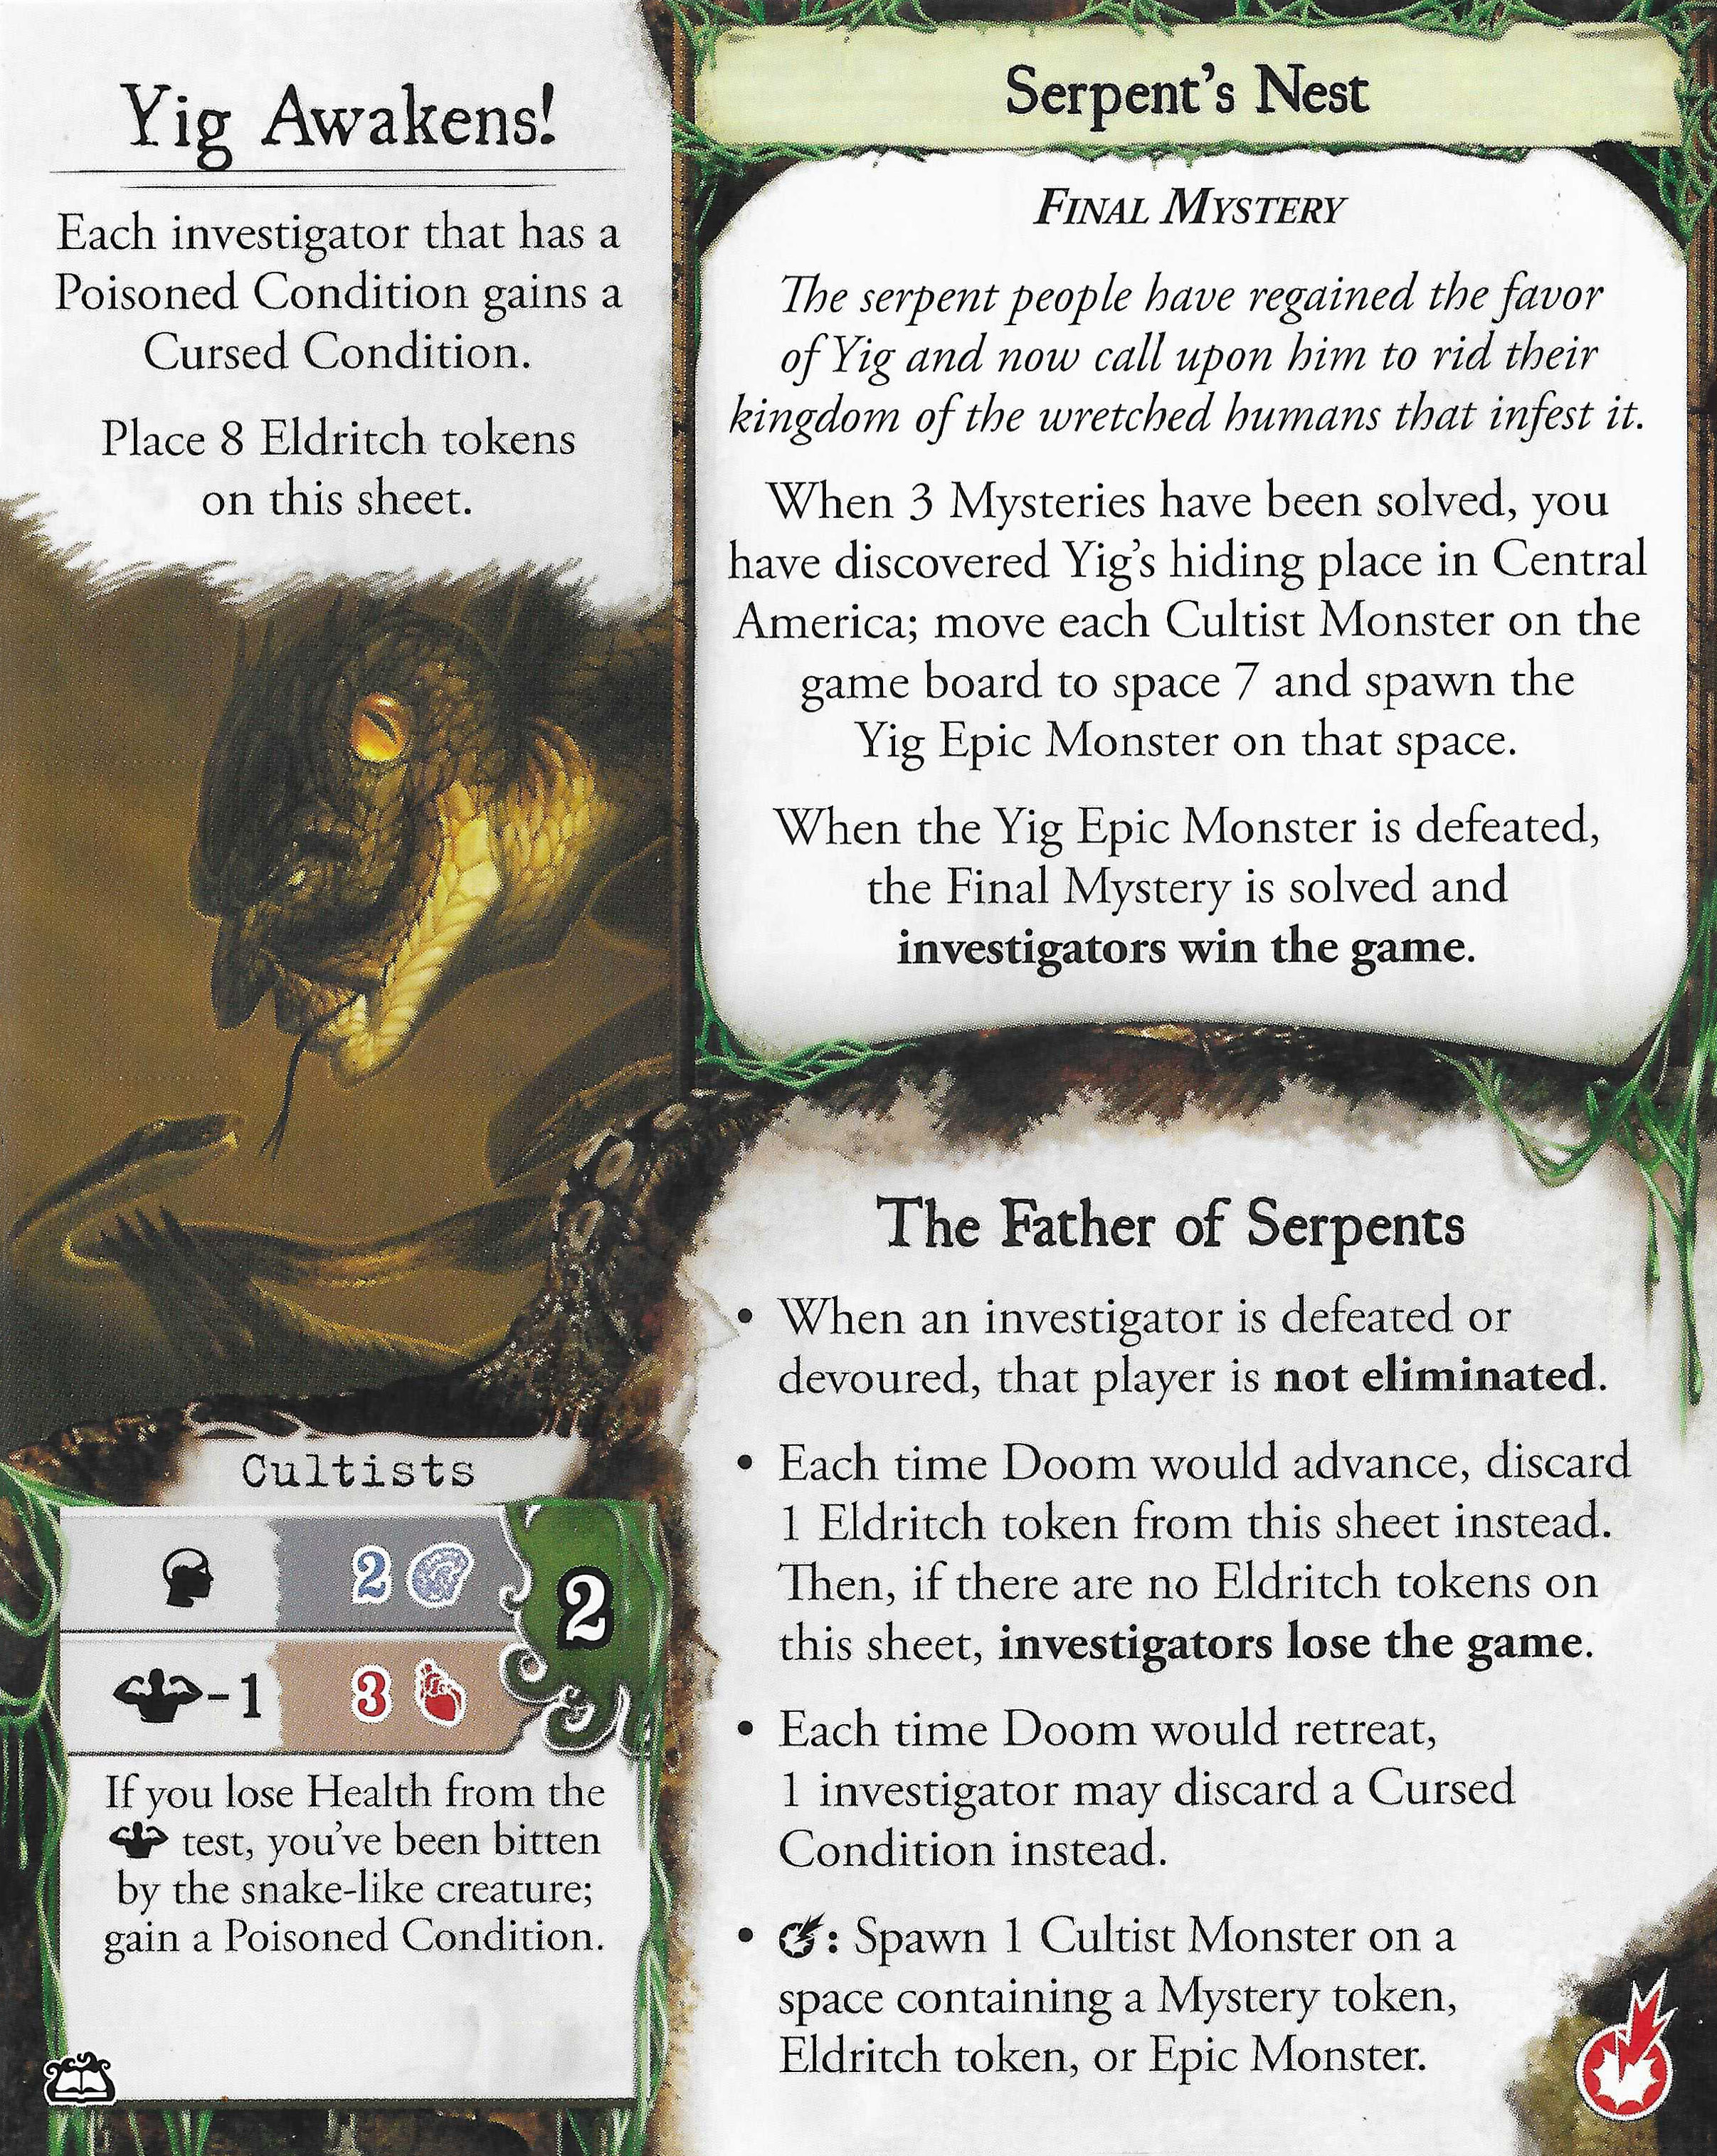 Yig Awakens!
Each investigator that has a
Poisoned Condition gains a
Cursed Condition.
Place 8 Eldritch tokens
on this sheet.
Serpent's Nest
FINAL MYSTERY
The serpent people have regained the favor
of Yig and now call upon him to rid their
kingdom of the wretched humans that infest it.
When 3 Mysteries have been solved, you
have discovered Yig's hiding place in Central
America; move each Cultist Monster on the
game board to space 7 and spawn the
Yig Epic Monster on that space.
When the Yig Epic Monster is defeated,
the Final Mystery is solved and
investigators win the game.
Cultists
2
2
-1 3
If you lose Health from the
test, you've been bitten
by the snake-like creature;
gain a Poisoned Condition.
The Father of Serpents
• When an investigator is defeated or
devoured, that player is not eliminated.
• Each time Doom would advance, discard
1 Eldritch token from this sheet instead.
Then, if there are no Eldritch tokens on
this sheet, investigators lose the game.
• Each time Doom would retreat,
1 investigator may discard a Cursed
Condition instead.
• : Spawn 1 Cultist Monster on a
space containing a Mystery token,
Eldritch token, or Epic Monster.